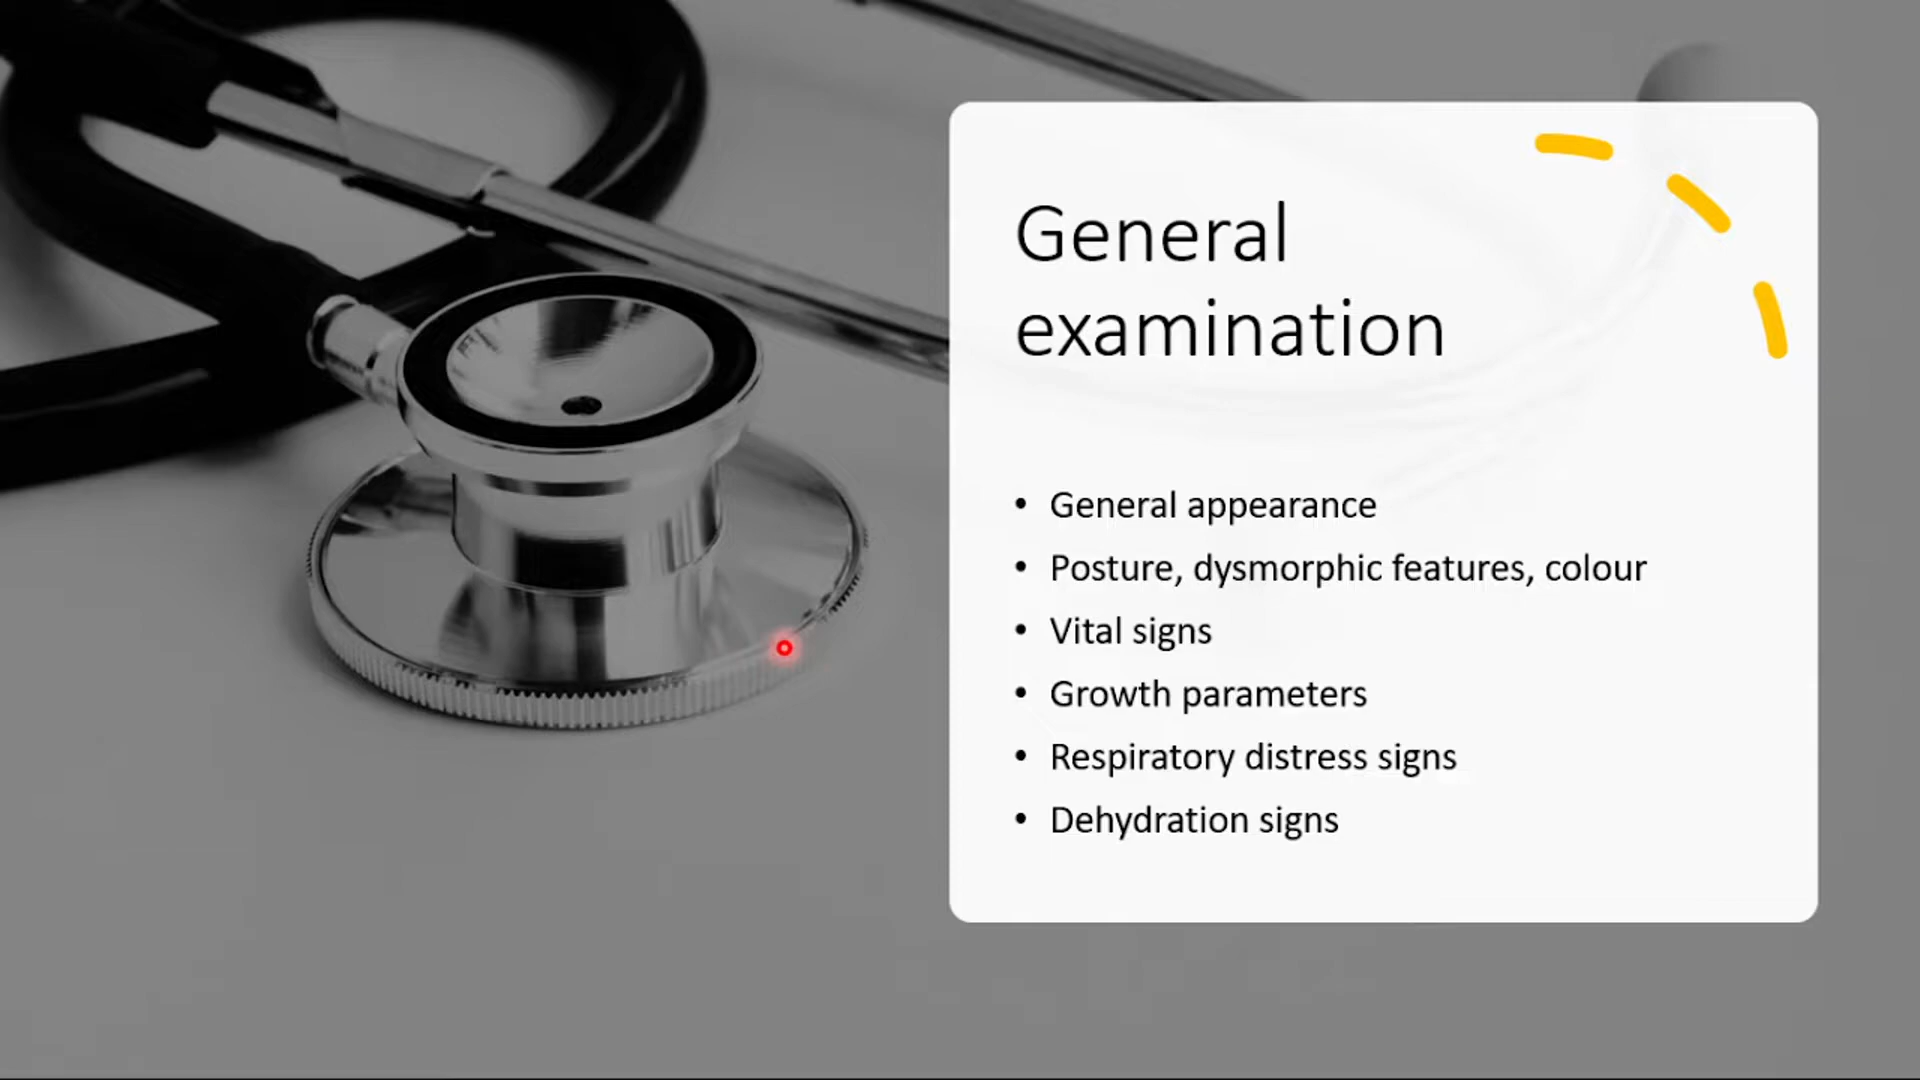 General
examination
• General appearance
• Posture, dysmorphic features, colour
• Vital signs
• Growth parameters
• Respiratory distress signs
• Dehydration signs